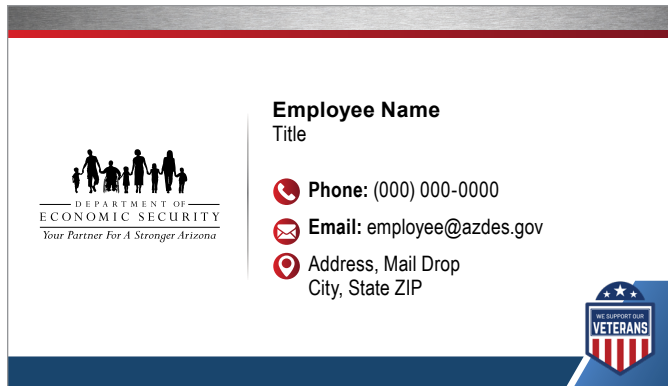 Employee Name
Title
DEPARTMENT OF
ECONOMIC SECURITY
Your Partner For A Stronger Arizona
Phone: (000) 000-0000
Email: employee@azdes.gov
Address, Mail Drop
City, State ZIP
WE SUPPORT OUR
VETERANS